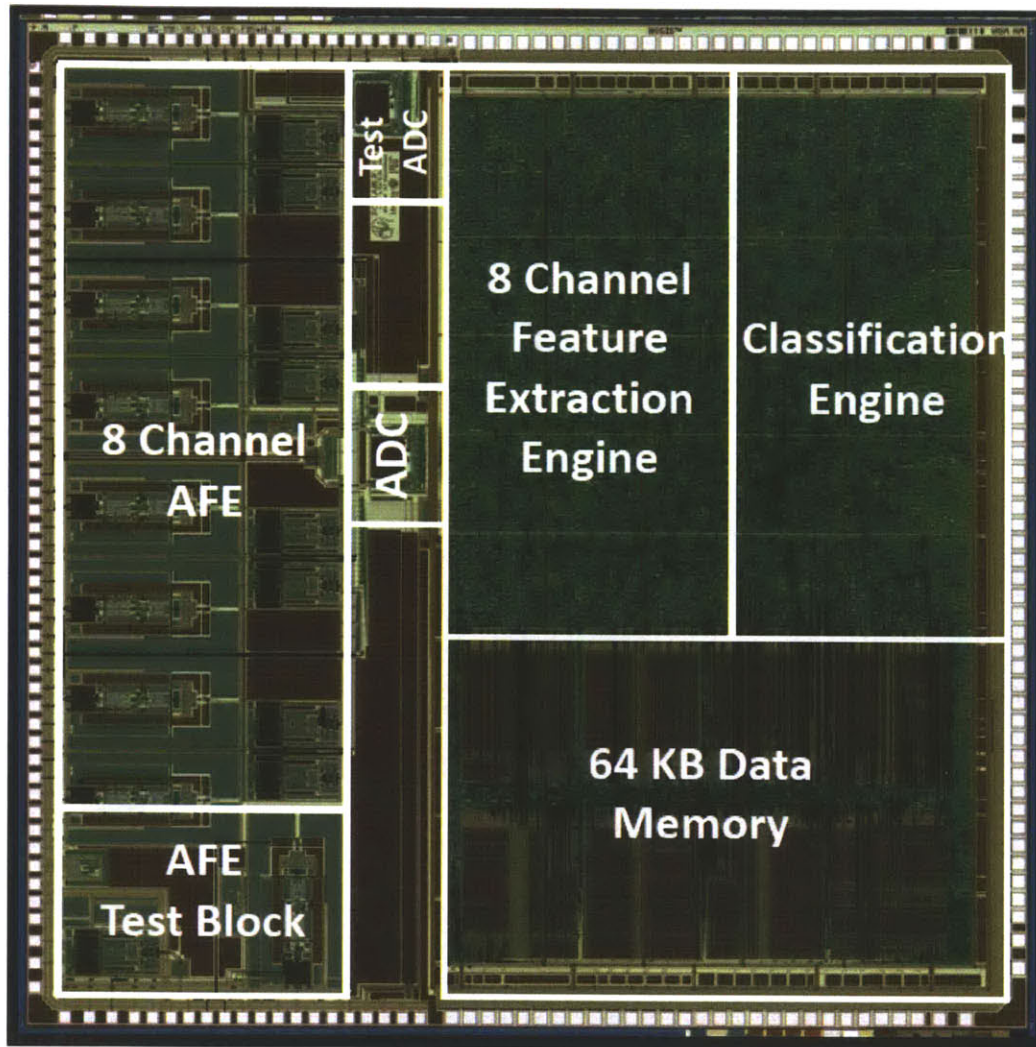 Test
ADC
8 Channel
Feature
Extraction
Engine
Classification
Engine
8 Channel
AFE
ADC
64 KB Data
Memory
AFE
Test Block